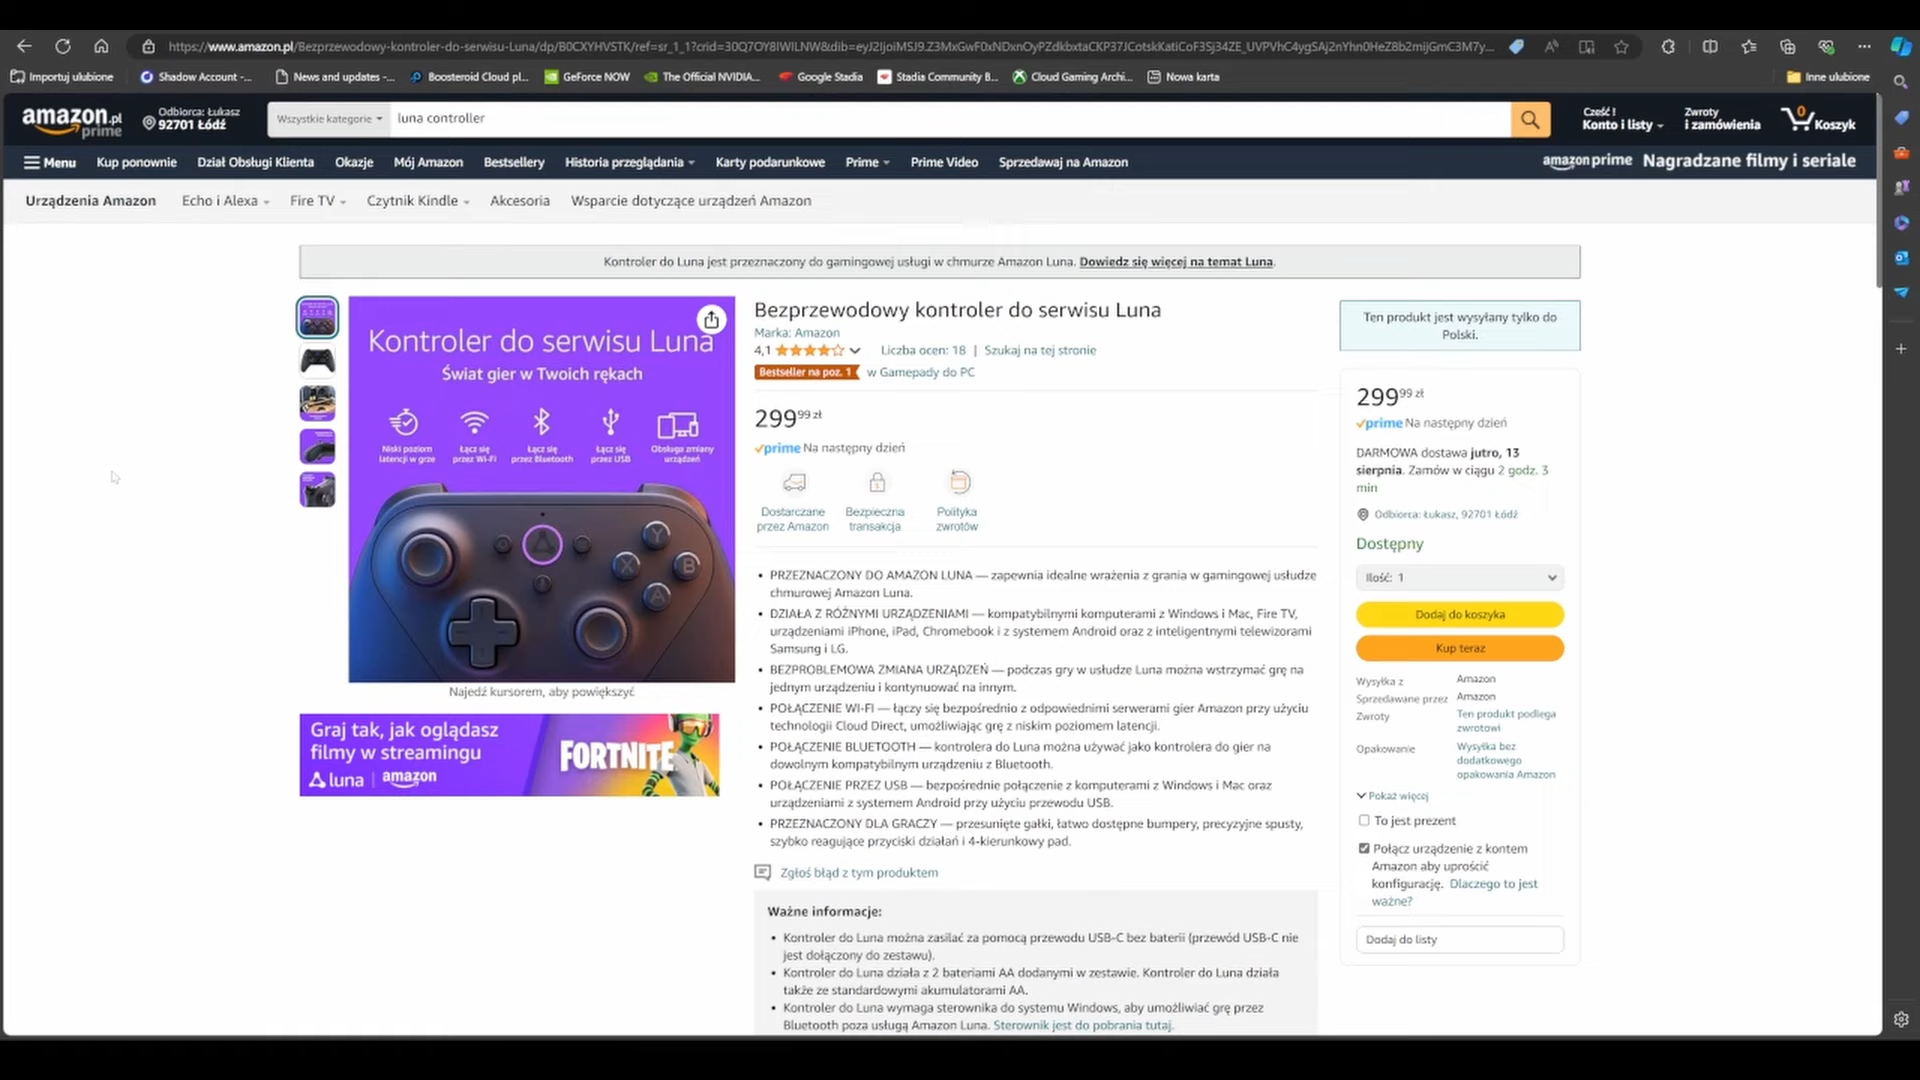 https://www.amazon.pl/Bezprzewodowy-kontroler-do-serwisu-Luna/dp/B0CXYHVSTK/ref=sr_1_1?crid=
Importuj ulubione
Shadow Account -...
News and updates -...
Boosteroid Cloud pl...
GeForce NOW
The Official NVIDIA...
Google Stadia
Stadia Community B...
Cloud Gaming Archi...
Nowa karta
Inne ulubione
amazon.pl
prime
Odbiorca: Łukasz
92701 Łódź
Wszystkie kategorie
luna controller
Cześć !
Konto i listy
Zwroty
i zamówienia
0
Koszyk
Menu
Kup ponownie
Dział Obsługi Klienta
Okazje
Mój Amazon
Bestsellery
Historia przeglądania
Karty podarunkowe
Prime
Prime Video
Sprzedawaj na Amazon
amazon prime Nagradzane filmy i seriale
Urządzenia Amazon
Echo i Alexa
Fire TV
Czytnik Kindle
Akcesoria
Wsparcie dotyczące urządzeń Amazon
Kontroler do Luna jest przeznaczony do gamingowej usługi w chmurze Amazon Luna. Dowiedz się więcej na temat Luna.
Kontroler do serwisu Luna
Świat gier w Twoich rękach
Niski poziom latencji w grze
Łącz się przez Wi-Fi
Łącz się przez Bluetooth
Łącz się przez USB
Obsługa zmiany urządzeń
Y
X
B
A
Najedź kursorem, aby powiększyć
Graj tak, jak oglądasz
filmy w streamingu
luna | amazon
FORTNITE
Bezprzewodowy kontroler do serwisu Luna
Marka: Amazon
4,1
Liczba ocen: 18 | Szukaj na tej stronie
Bestseller na poz. 1 w Gamepady do PC
299 99 zł
prime Na następny dzień
Dostarczane przez Amazon
Bezpieczna transakcja
Polityka zwrotów
• PRZEZNACZONY DO AMAZON LUNA — zapewnia idealne wrażenia z grania w gamingowej usłudze
chmurowej Amazon Luna.
• DZIAŁA Z RÓŻNYMI URZĄDZENIAMI — kompatybilnymi komputerami z Windows i Mac, Fire TV,
urządzeniami iPhone, iPad, Chromebook i z systemem Android oraz z inteligentnymi telewizorami
Samsung i LG.
• BEZPROBLEMOWA ZMIANA URZĄDZEŃ — podczas gry w usłudze Luna można wstrzymać grę na
jednym urządzeniu i kontynuować na innym.
• POŁĄCZENIE WI-FI — łączy się bezpośrednio z odpowiednimi serwerami gier Amazon przy użyciu
technologii Cloud Direct, umożliwiając grę z niskim poziomem latencji.
• POŁĄCZENIE BLUETOOTH — kontrolera do Luna można używać jako kontrolera do gier na
dowolnym kompatybilnym urządzeniu z Bluetooth.
• POŁĄCZENIE PRZEZ USB — bezpośrednie połączenie z komputerami z Windows i Mac oraz
urządzeniami z systemem Android przy użyciu przewodu USB.
• PRZEZNACZONY DLA GRACZY — przesunięte gałki, łatwo dostępne bumpery, precyzyjne spusty,
szybko reagujące przyciski działań i 4-kierunkowy pad.
Zgłoś błąd z tym produktem
Ważne informacje:
• Kontroler do Luna można zasilać za pomocą przewodu USB-C bez baterii (przewód USB-C nie
jest dołączony do zestawu).
• Kontroler do Luna działa z 2 bateriami AA dodanymi w zestawie. Kontroler do Luna działa
także ze standardowymi akumulatorami AA.
• Kontroler do Luna wymaga sterownika do systemu Windows, aby umożliwiać grę przez
Bluetooth poza usługą Amazon Luna. Sterownik jest do pobrania tutaj.
Ten produkt jest wysyłany tylko do
Polski.
299 99 zł
prime Na następny dzień
DARMOWA dostawa jutro, 13
sierpnia. Zamów w ciągu 2 godz. 3
min
Odbiorca: Łukasz, 92701 Łódź
Dostępny
Ilość: 1
Dodaj do koszyka
Kup teraz
Wysyłka z Amazon
Sprzedawane przez Amazon
Zwroty Ten produkt podlega
zwrotowi
Opakowanie Wysyłka bez
dodatkowego
opakowania Amazon
Pokaż więcej
To jest prezent
Połącz urządzenie z kontem
Amazon aby uprościć
konfigurację. Dlaczego to jest
ważne?
Dodaj do listy